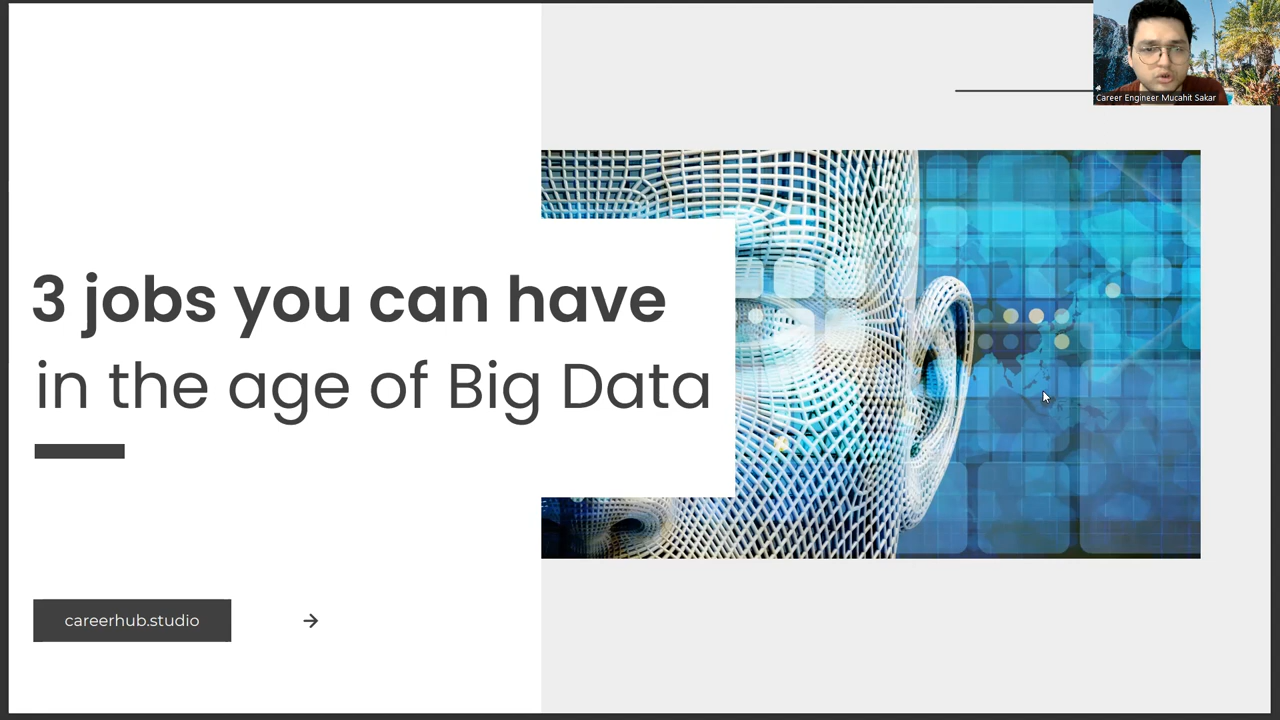 Career Engineer Mucahit Sakar
3 jobs you can have
in the age of Big Data
careerhub.studio